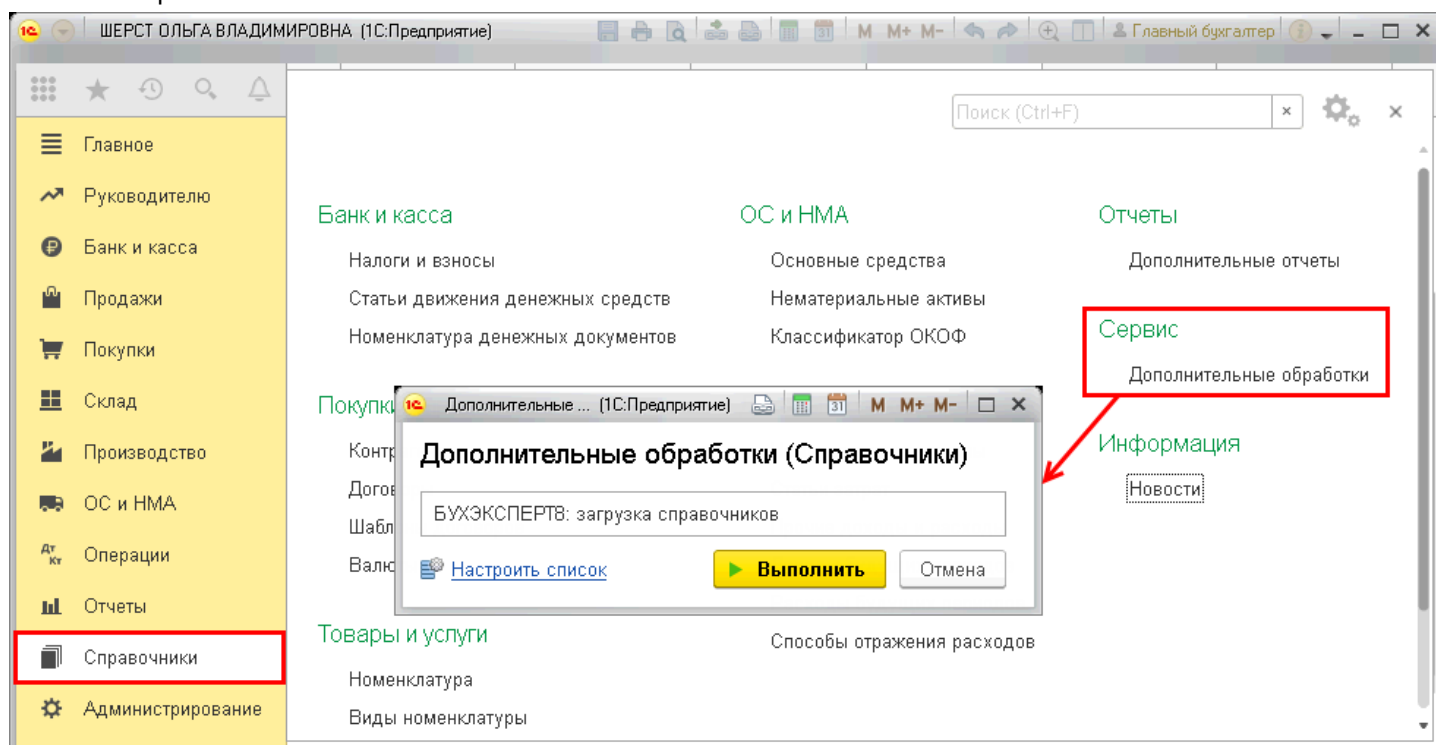 ШЕРСТ ОЛЬГА ВЛАДИМИРОВНА (1С:Предприятие)
M M+ M-
Главный бухгалтер
Поиск (Ctrl+F)
Главное
Руководителю
Банк и касса
Продажи
Покупки
Склад
Производство
ОС и НМА
Дт Кт
Операции
Отчеты
Справочники
Администрирование
Банк и касса
Налоги и взносы
Статьи движения денежных средств
Номенклатура денежных документов
ОС и НМА
Основные средства
Нематериальные активы
Классификатор ОКОФ
Отчеты
Дополнительные отчеты
Сервис
Дополнительные обработки
Информация
Новости
Дополнительные ... (1С:Предприятие)
31
M M+ M-
Дополнительные обработки (Справочники)
БУХЭКСПЕРТ8: загрузка справочников
Настроить список
Выполнить
Отмена
Товары и услуги
Номенклатура
Виды номенклатуры
Способы отражения расходов